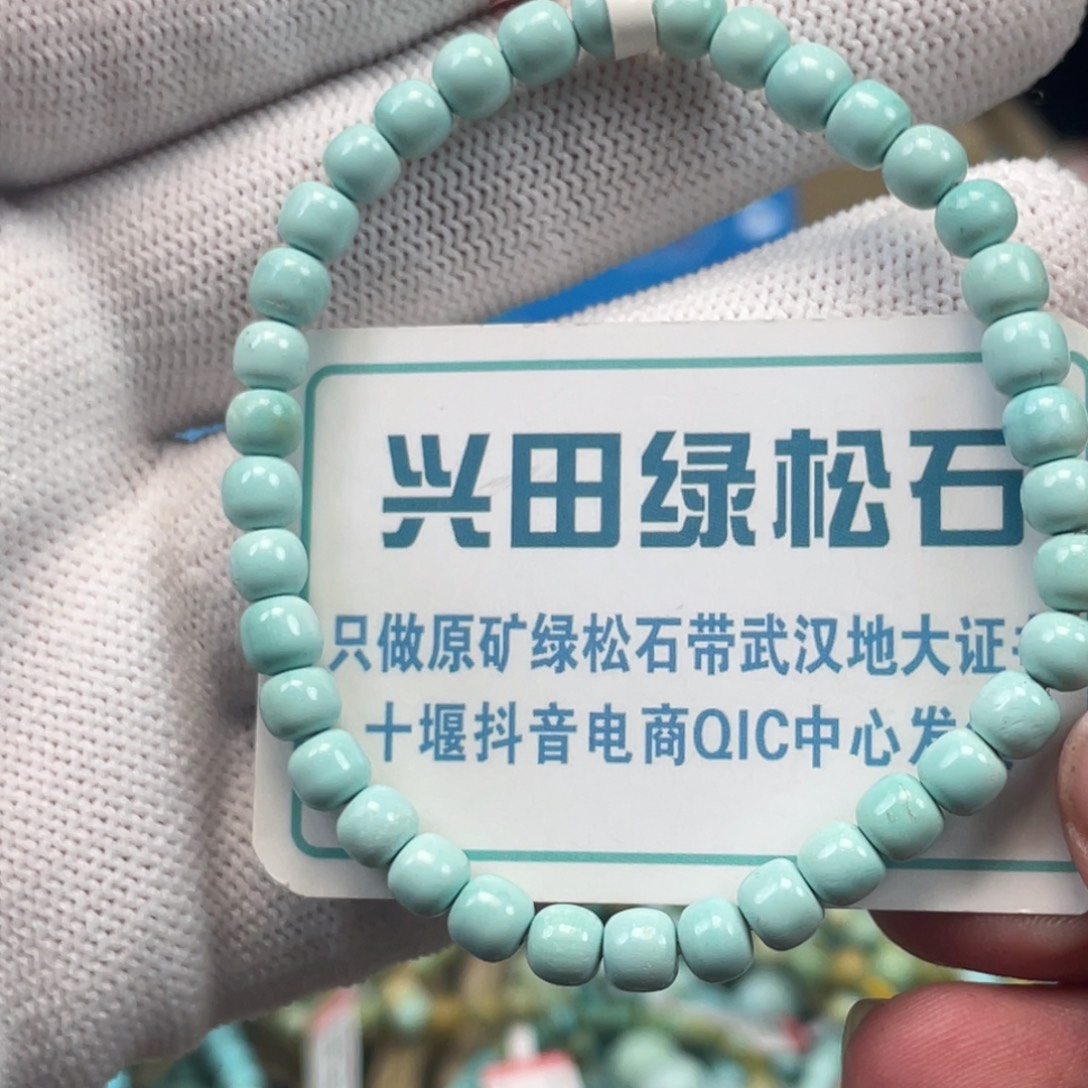 兴田绿松石
只做原矿绿松石带武汉地大证
十堰抖音电商QIC中心发